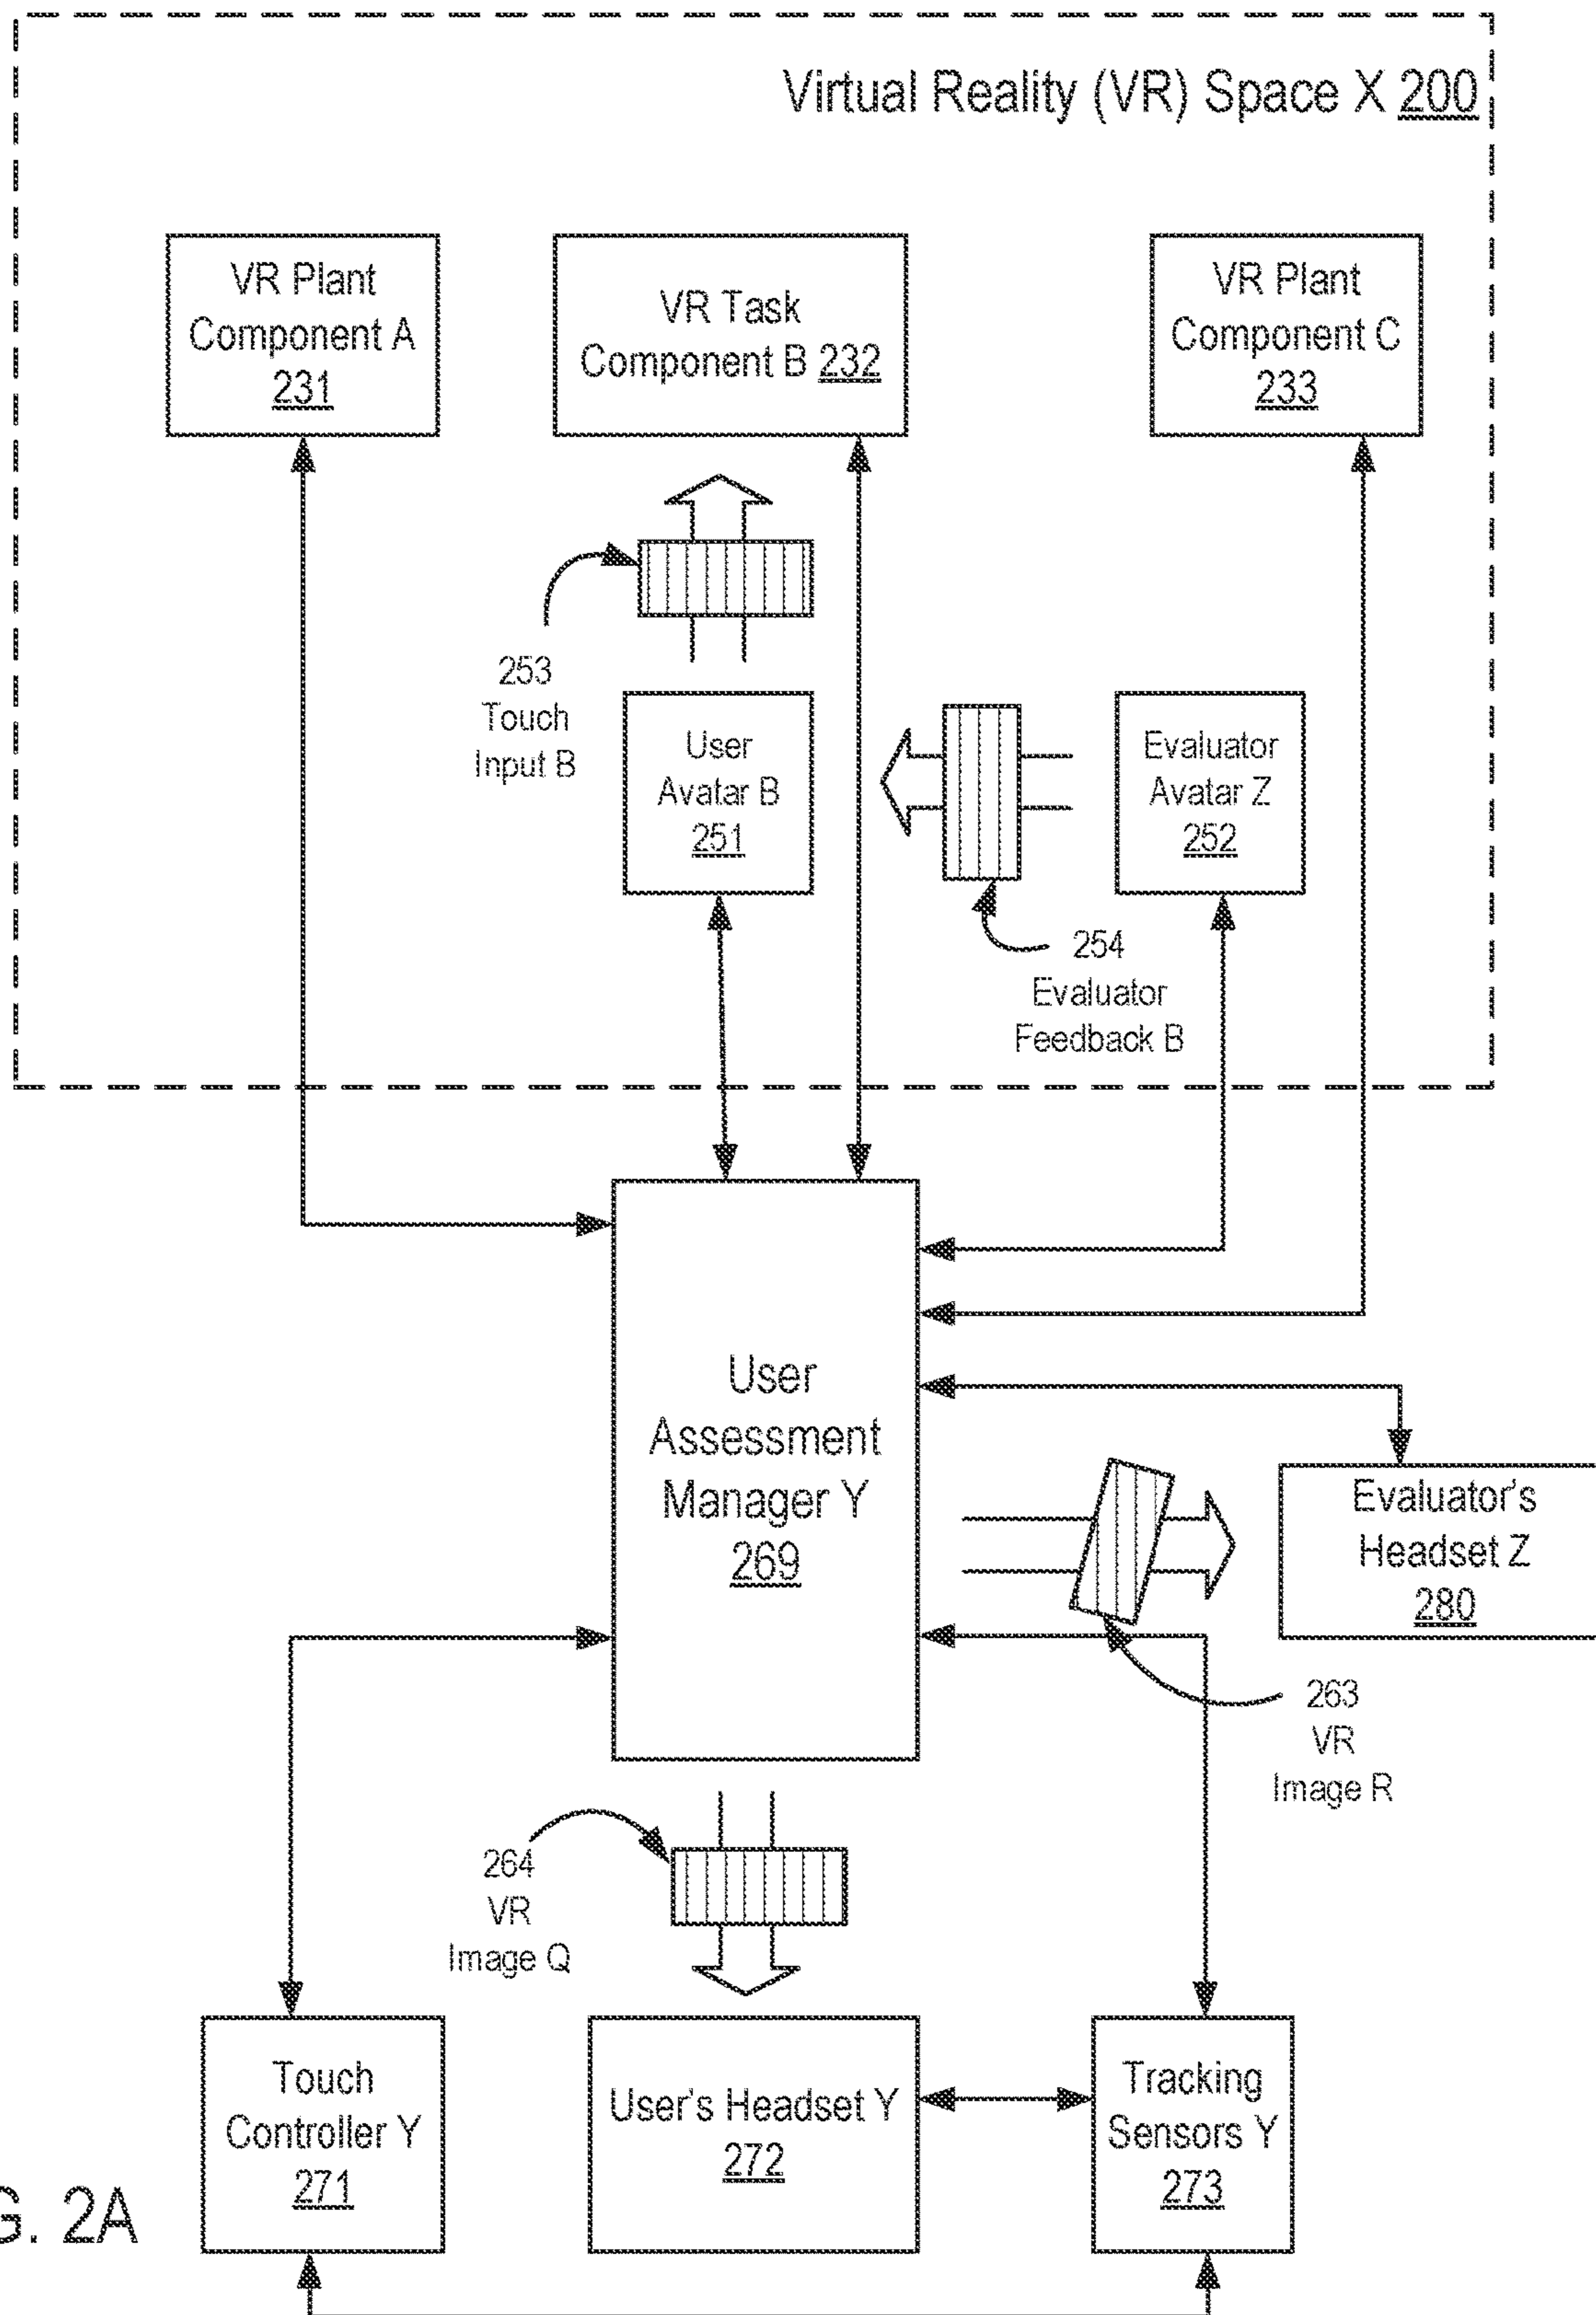 Virtual Reality (VR) Space X 200
VR Plant
Component A
231
VR Task
Component B 232
VR Plant
Component C
233
253
Touch
Input B
User
Avatar B
251
Evaluator
Avatar Z
252
254
Evaluator
Feedback B
User
Assessment
Manager Y
269
Evaluator's
Headset Z
280
263
VR
Image R
264
VR
Image Q
Touch
Controller Y
271
User's Headset Y
272
Tracking
Sensors Y
273
G. 2A